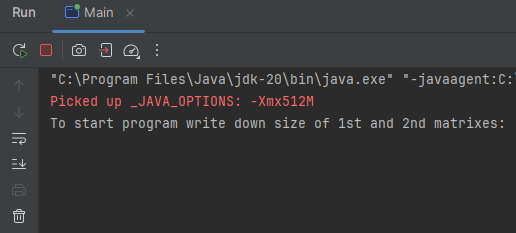 Run
Main
"C:\Program Files\Java\jdk-20\bin\java.exe" "-javaagent:C:\
Picked up _JAVA_OPTIONS: -Xmx512M
To start program write down size of 1st and 2nd matrixes: